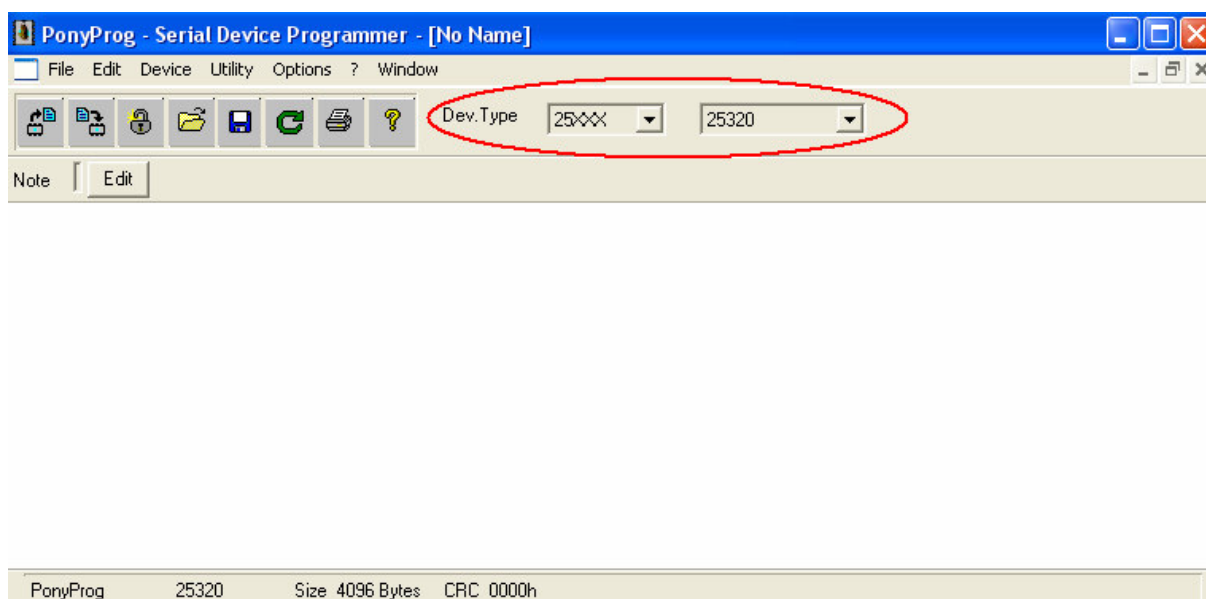 PonyProg - Serial Device Programmer - [No Name]
File Edit Device Utility Options ? Window
Dev.Type 25XXX 25320
Note Edit
PonyProg 25320 Size 4096 Bytes CRC 0000h